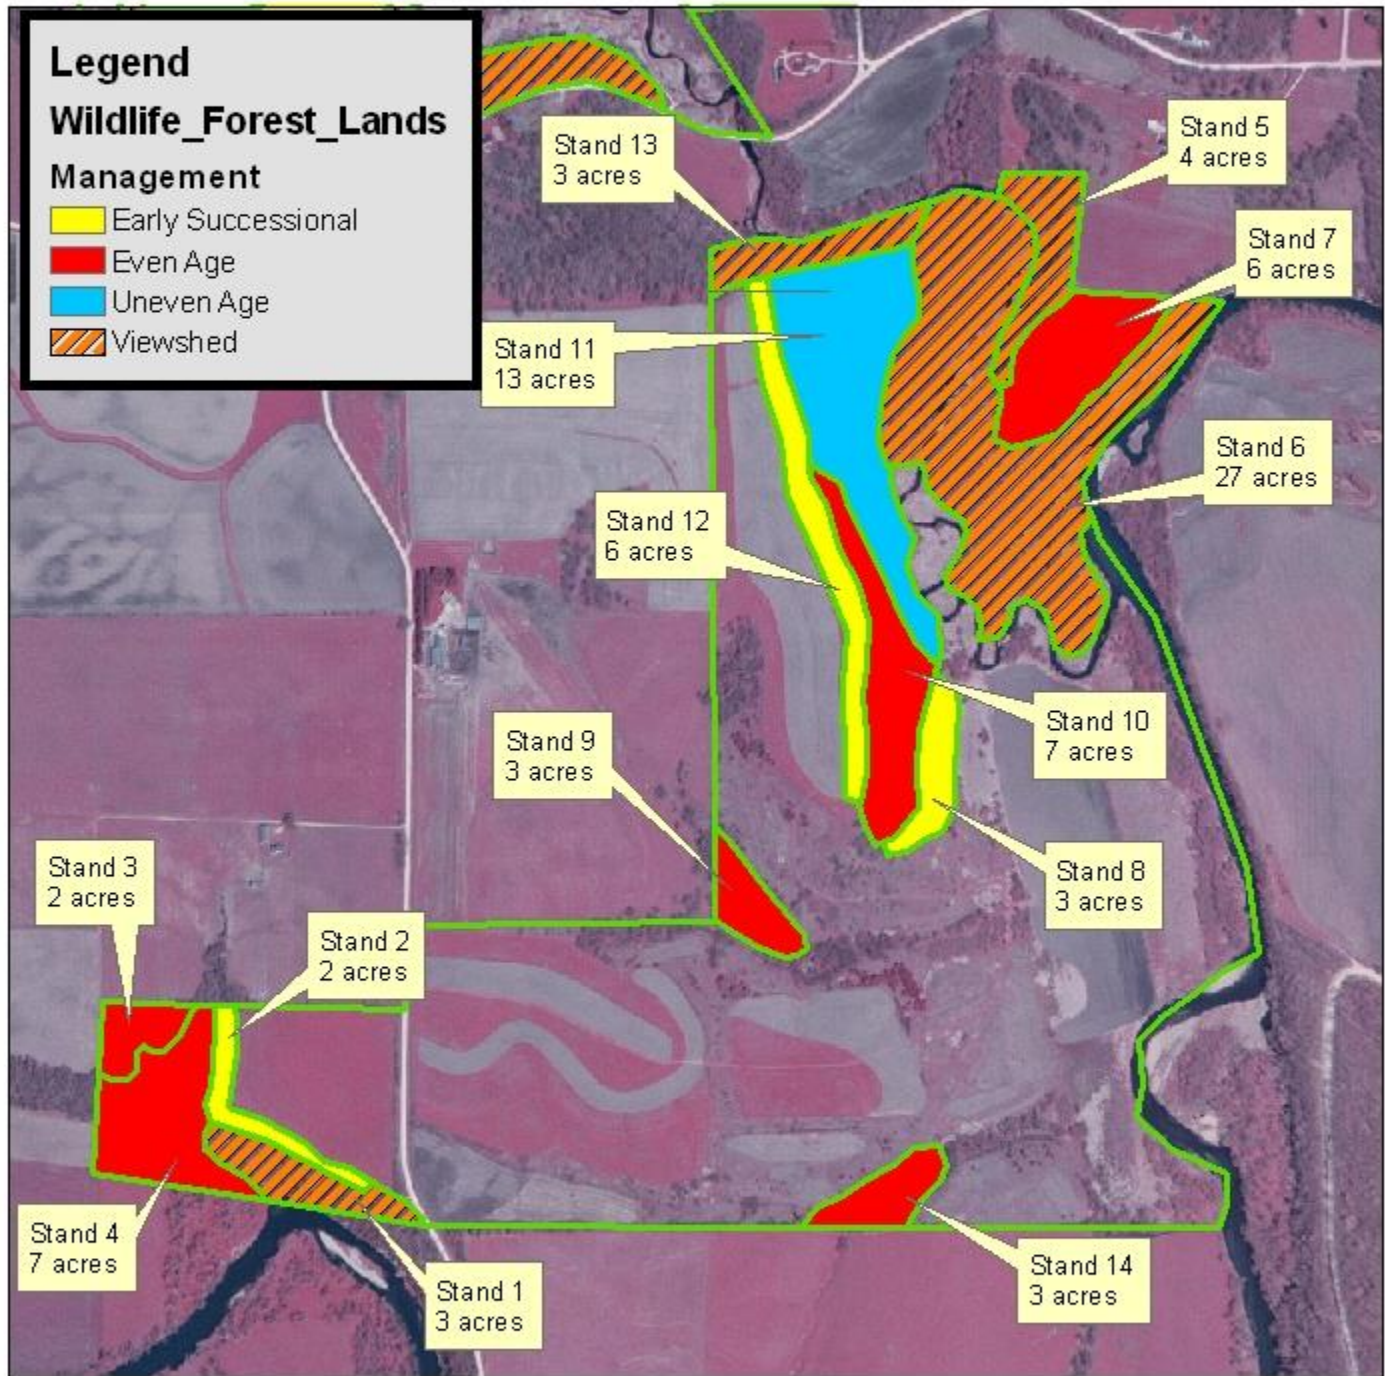 Legend
Wildlife_Forest_Lands
Management
Early Successional
Even Age
Uneven Age
Viewshed
Stand 13
3 acres
Stand 5
4 acres
Stand 7
6 acres
Stand 11
13 acres
Stand 6
27 acres
Stand 12
6 acres
Stand 10
7 acres
Stand 9
3 acres
Stand 8
3 acres
Stand 3
2 acres
Stand 2
2 acres
Stand 4
7 acres
Stand 1
3 acres
Stand 14
3 acres